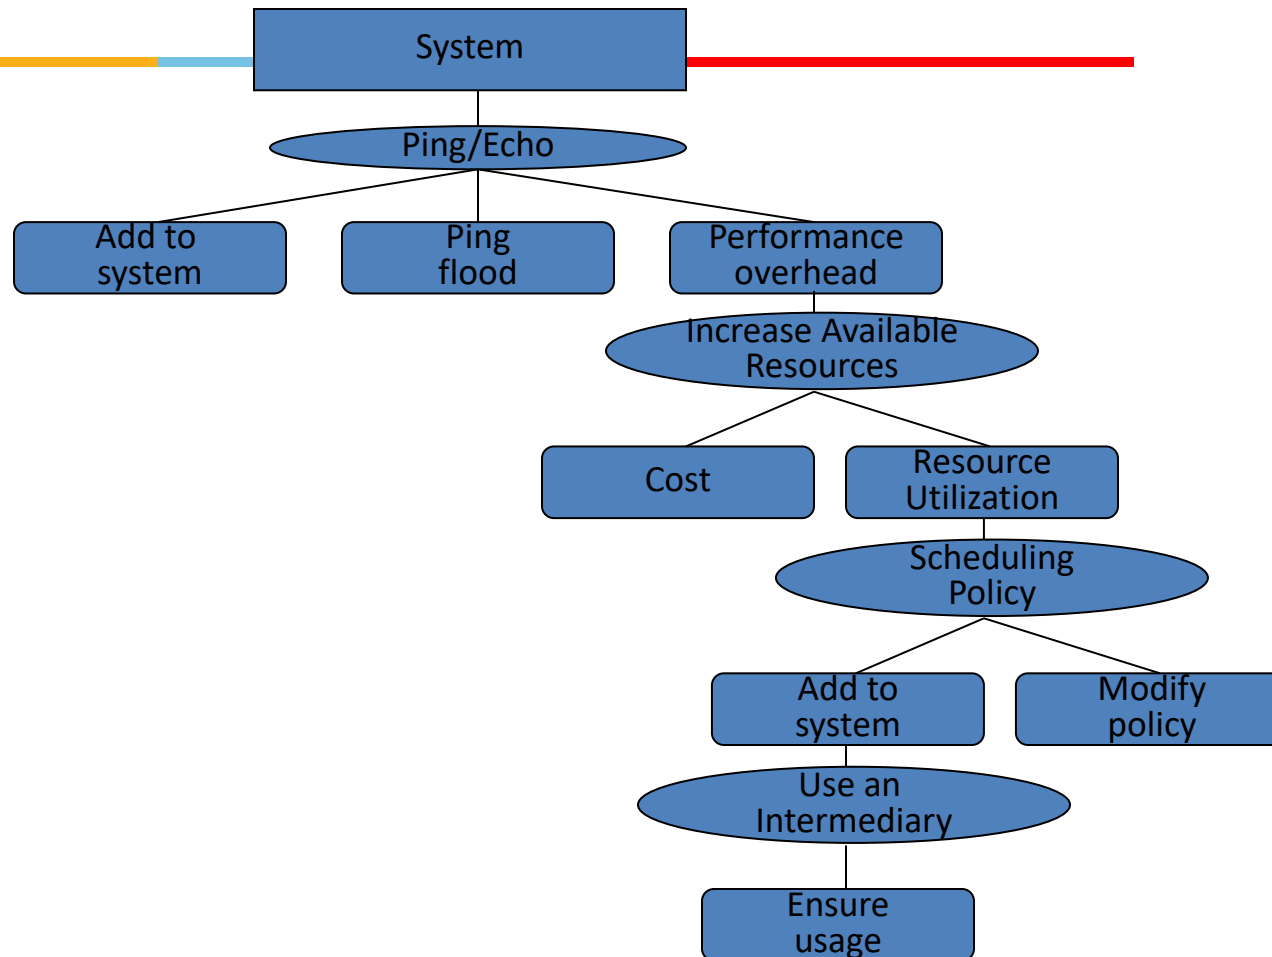 System
Ping/Echo
Add to
system
Ping
flood
Performance
overhead
Increase Available
Resources
Cost
Resource
Utilization
Scheduling
Policy
Add to
system
Modify
policy
Use an
Intermediary
Ensure
usage